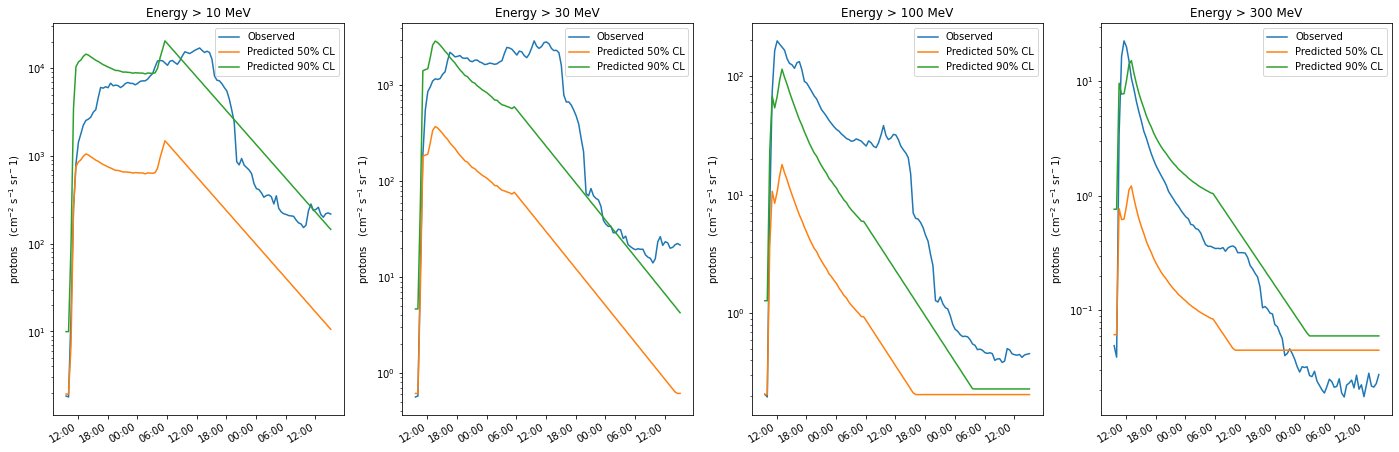 Energy > 10 MeV
Observed
Predicted 50% CL
Predicted 90% CL
protons (cm⁻² s⁻¹ sr⁻¹)
10⁴
10³
10²
10¹
12:00
18:00
00:00
06:00
12:00
18:00
00:00
06:00
12:00
Energy > 30 MeV
Observed
Predicted 50% CL
Predicted 90% CL
protons (cm⁻² s⁻¹ sr⁻¹)
10³
10²
10¹
10⁰
12:00
18:00
00:00
06:00
12:00
18:00
00:00
06:00
12:00
Energy > 100 MeV
Observed
Predicted 50% CL
Predicted 90% CL
protons (cm⁻² s⁻¹ sr⁻¹)
10²
10¹
10⁰
12:00
18:00
00:00
06:00
12:00
18:00
00:00
06:00
12:00
Energy > 300 MeV
Observed
Predicted 50% CL
Predicted 90% CL
protons (cm⁻² s⁻¹ sr⁻¹)
10¹
10⁰
10⁻¹
12:00
18:00
00:00
06:00
12:00
18:00
00:00
06:00
12:00